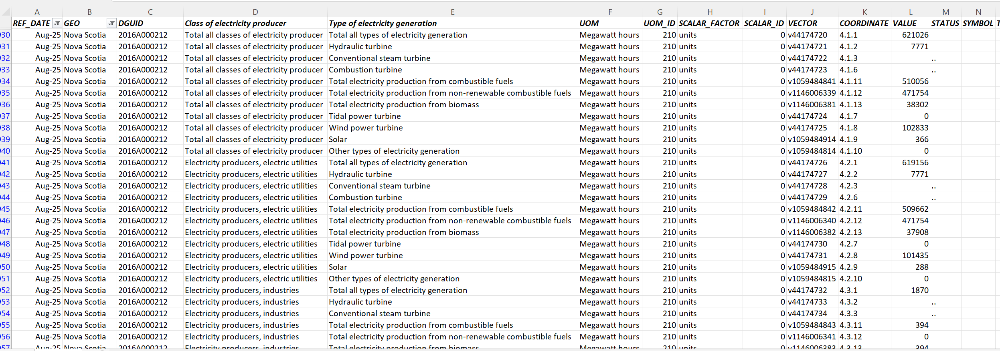 A B C D E F G H I J K L M N
REF_DATE GEO DGUID Class of electricity producer Type of electricity generation UOM UOM_ID SCALAR_FACTOR SCALAR_ID VECTOR COORDINATE VALUE STATUS SYMBOL T
930 Aug-25 Nova Scotia 2016A000212 Total all classes of electricity producer Total all types of electricity generation Megawatt hours 210 units 0 v44174720 4.1.1 621026
931 Aug-25 Nova Scotia 2016A000212 Total all classes of electricity producer Hydraulic turbine Megawatt hours 210 units 0 v44174721 4.1.2 7771
932 Aug-25 Nova Scotia 2016A000212 Total all classes of electricity producer Conventional steam turbine Megawatt hours 210 units 0 v44174722 4.1.3 ..
933 Aug-25 Nova Scotia 2016A000212 Total all classes of electricity producer Combustion turbine Megawatt hours 210 units 0 v44174723 4.1.6 ..
934 Aug-25 Nova Scotia 2016A000212 Total all classes of electricity producer Total electricity production from combustible fuels Megawatt hours 210 units 0 v1059484841 4.1.11 510056
935 Aug-25 Nova Scotia 2016A000212 Total all classes of electricity producer Total electricity production from non-renewable combustible fuels Megawatt hours 210 units 0 v1146006339 4.1.12 471754
936 Aug-25 Nova Scotia 2016A000212 Total all classes of electricity producer Total electricity production from biomass Megawatt hours 210 units 0 v1146006381 4.1.13 38302
937 Aug-25 Nova Scotia 2016A000212 Total all classes of electricity producer Tidal power turbine Megawatt hours 210 units 0 v44174724 4.1.7 0
938 Aug-25 Nova Scotia 2016A000212 Total all classes of electricity producer Wind power turbine Megawatt hours 210 units 0 v44174725 4.1.8 102833
939 Aug-25 Nova Scotia 2016A000212 Total all classes of electricity producer Solar Megawatt hours 210 units 0 v1059484914 4.1.9 366
940 Aug-25 Nova Scotia 2016A000212 Total all classes of electricity producer Other types of electricity generation Megawatt hours 210 units 0 v1059484814 4.1.10 0
941 Aug-25 Nova Scotia 2016A000212 Electricity producers, electric utilities Total all types of electricity generation Megawatt hours 210 units 0 v44174726 4.2.1 619156
942 Aug-25 Nova Scotia 2016A000212 Electricity producers, electric utilities Hydraulic turbine Megawatt hours 210 units 0 v44174727 4.2.2 7771
943 Aug-25 Nova Scotia 2016A000212 Electricity producers, electric utilities Conventional steam turbine Megawatt hours 210 units 0 v44174728 4.2.3 ..
944 Aug-25 Nova Scotia 2016A000212 Electricity producers, electric utilities Combustion turbine Megawatt hours 210 units 0 v44174729 4.2.6 ..
945 Aug-25 Nova Scotia 2016A000212 Electricity producers, electric utilities Total electricity production from combustible fuels Megawatt hours 210 units 0 v1059484842 4.2.11 509662
946 Aug-25 Nova Scotia 2016A000212 Electricity producers, electric utilities Total electricity production from non-renewable combustible fuels Megawatt hours 210 units 0 v1146006340 4.2.12 471754
947 Aug-25 Nova Scotia 2016A000212 Electricity producers, electric utilities Total electricity production from biomass Megawatt hours 210 units 0 v1146006382 4.2.13 37908
948 Aug-25 Nova Scotia 2016A000212 Electricity producers, electric utilities Tidal power turbine Megawatt hours 210 units 0 v44174730 4.2.7 0
949 Aug-25 Nova Scotia 2016A000212 Electricity producers, electric utilities Wind power turbine Megawatt hours 210 units 0 v44174731 4.2.8 101435
950 Aug-25 Nova Scotia 2016A000212 Electricity producers, electric utilities Solar Megawatt hours 210 units 0 v1059484915 4.2.9 288
951 Aug-25 Nova Scotia 2016A000212 Electricity producers, electric utilities Other types of electricity generation Megawatt hours 210 units 0 v1059484815 4.2.10 0
952 Aug-25 Nova Scotia 2016A000212 Electricity producers, industries Total all types of electricity generation Megawatt hours 210 units 0 v44174732 4.3.1 1870
953 Aug-25 Nova Scotia 2016A000212 Electricity producers, industries Hydraulic turbine Megawatt hours 210 units 0 v44174733 4.3.2 ..
954 Aug-25 Nova Scotia 2016A000212 Electricity producers, industries Conventional steam turbine Megawatt hours 210 units 0 v44174734 4.3.3 ..
955 Aug-25 Nova Scotia 2016A000212 Electricity producers, industries Total electricity production from combustible fuels Megawatt hours 210 units 0 v1059484843 4.3.11 394
956 Aug-25 Nova Scotia 2016A000212 Electricity producers, industries Total electricity production from non-renewable combustible fuels Megawatt hours 210 units 0 v1146006341 4.3.12 0
957 Aug-25 Nova Scotia 2016A000212 Electricity producers, industries Total electricity production from biomass Megawatt hours 210 units 0 v1146006383 4.3.13 394